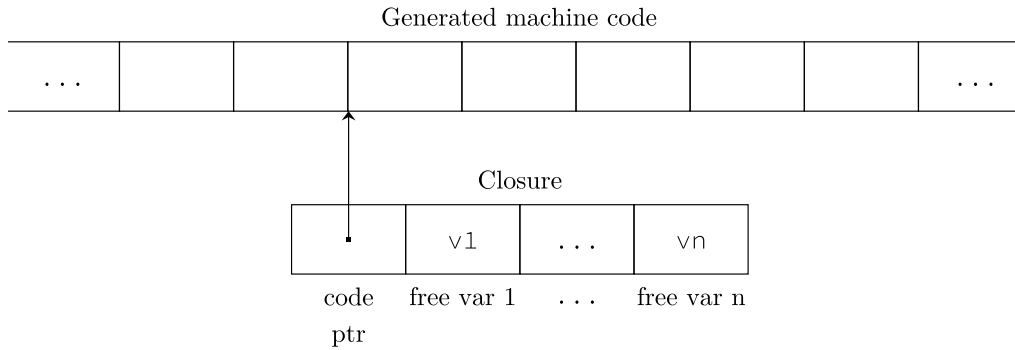 Generated machine code
... ...
Closure
v1 ... vn
code free var 1 ... free var n
ptr